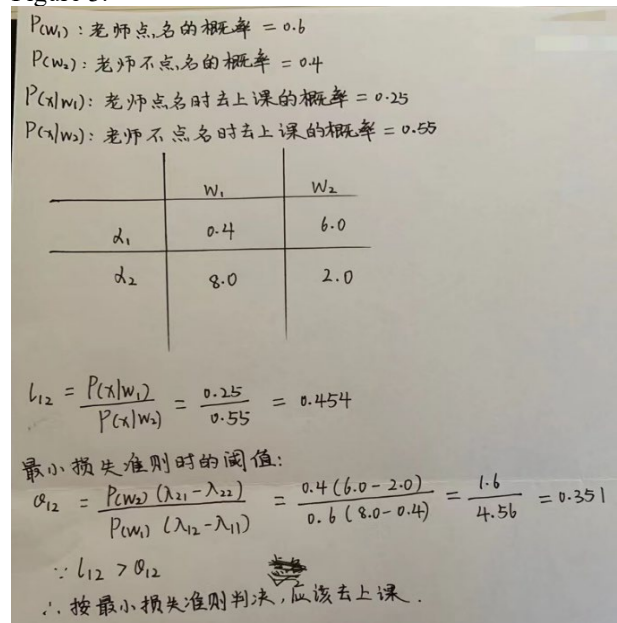 P(w₁): 老师点名的概率 = 0.6
P(w₂): 老师不点名的概率 = 0.4
P(x|w₁): 老师点名时去上课的概率 = 0.25
P(x|w₂): 老师不点名时去上课的概率 = 0.55
W₁ W₂
α₁ 0.4 6.0
α₂ 8.0 2.0
l₁₂ = P(x|w₁) / P(x|w₂) = 0.25 / 0.55 = 0.454
最小损失准则时的阈值:
θ₁₂ = P(w₂) (λ₂₁ - λ₂₂) / P(w₁) (λ₁₂ - λ₁₁) = 0.4 (6.0 - 2.0) / 0.6 (8.0 - 0.4) = 1.6 / 4.56 = 0.351
∵ l₁₂ > θ₁₂
∴ 按最小损失准则判决, 应该去上课.